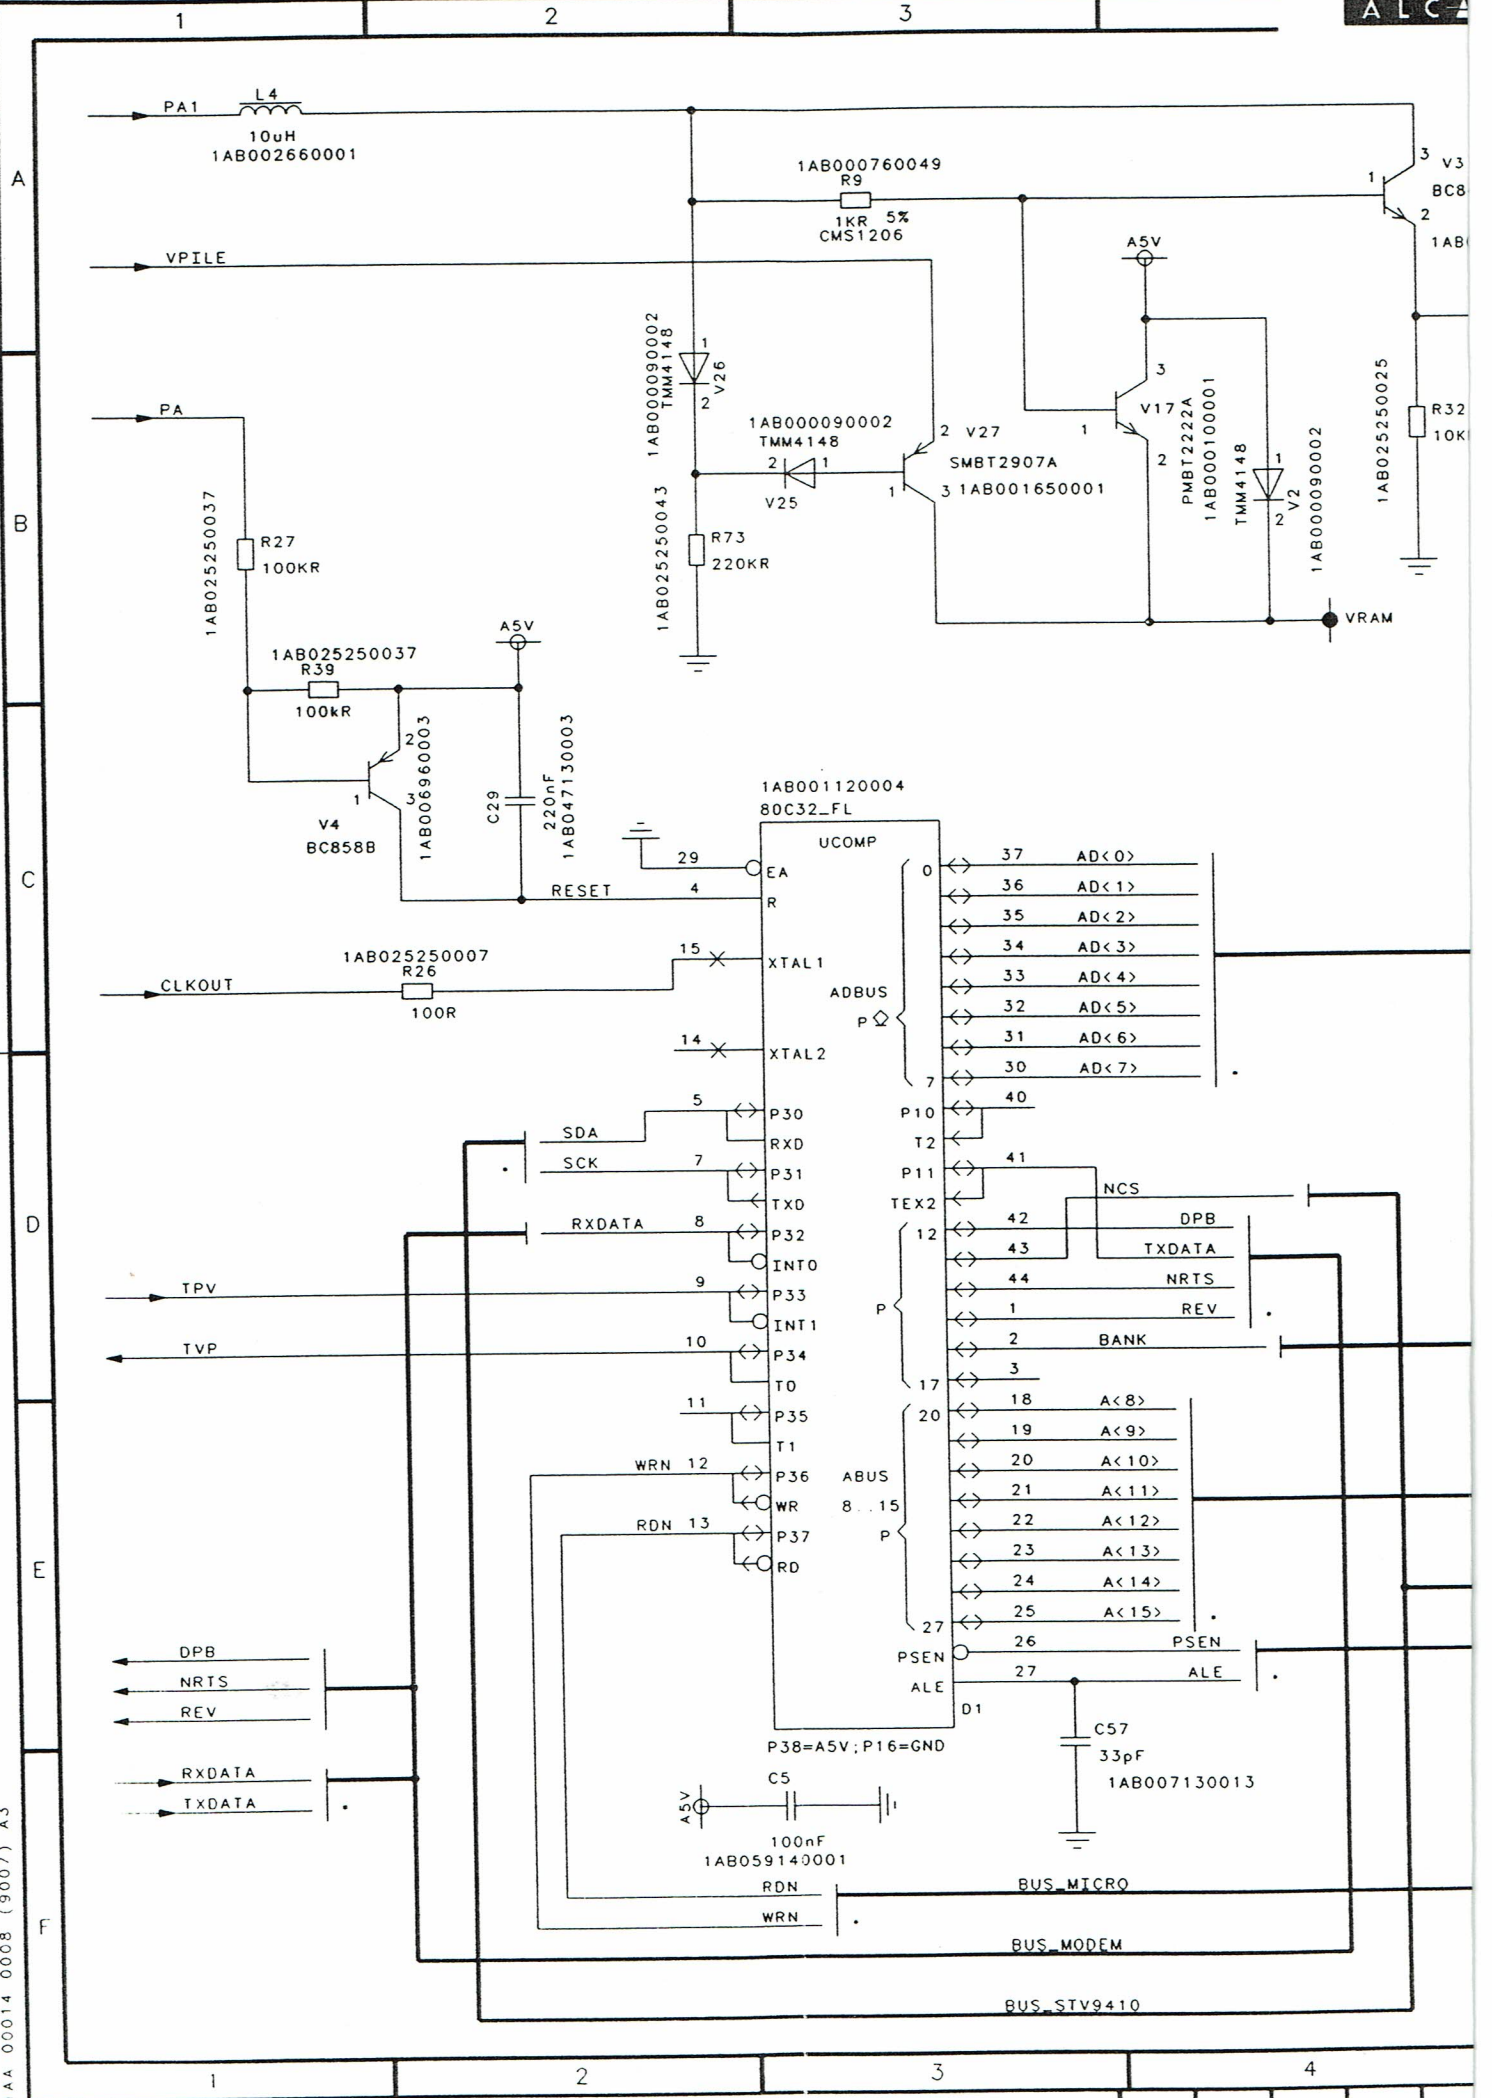 1
2
3
ALCA
PA1
L4
10uH
1AB002660001
A
1AB000760049
R9
1KR 5%
CMS1206
3
V3
1
BC8
2
1AB
A5V
VPILE
1AB000090002
TMM4148
1
V26
2
3
V17
1
2
PMBT2222A
1AB000100001
TMM4148
1
V2
2
1AB000090002
1AB025250025
R32
10K
PA
1AB000090002
TMM4148
2
1
V25
2
V27
SMBT2907A
1
3
1AB001650001
B
1AB025250037
R27
100KR
1AB025250043
R73
220KR
VRAM
A5V
1AB025250037
R39
100kR
2
1
3
1AB006960003
V4
BC858B
C29
220nF
1AB047130003
1AB001120004
80C32_FL
UCOMP
C
29
EA
RESET
4
R
0
37
AD<0>
36
AD<1>
35
AD<2>
34
AD<3>
33
AD<4>
32
AD<5>
31
AD<6>
7
30
AD<7>
ADBUS
P
1AB025250007
R26
100R
CLKOUT
15
XTAL1
14
XTAL2
5
P30
SDA
RXD
SCK
7
P31
TXD
D
RXDATA
8
P32
INT0
TPV
9
P33
INT1
TVP
10
P34
T0
11
P35
T1
WRN
12
P36
WR
RDN
13
P37
RD
P10
40
T2
P11
41
TEX2
NCS
12
42
DPB
43
TXDATA
44
NRTS
P
1
REV
2
BANK
17
3
20
18
A<8>
19
A<9>
20
A<10>
ABUS
8..15
P
21
A<11>
22
A<12>
23
A<13>
24
A<14>
27
25
A<15>
PSEN
26
PSEN
ALE
27
ALE
D1
E
DPB
NRTS
REV
P38=A5V;P16=GND
C57
33pF
1AB007130013
RXDATA
TXDATA
A5V
C5
100nF
1AB059140001
RDN
WRN
BUS_MICRO
BUS_MODEM
BUS_STV9410
F
AA 00014 0008 (9007) A3
1
2
3
4